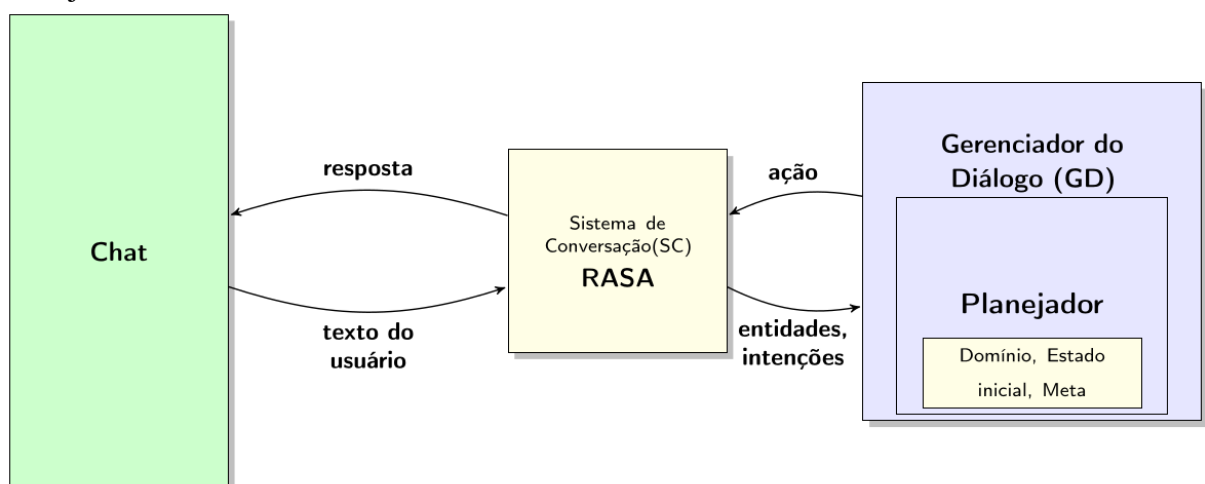 Chat
resposta
texto do
usuário
Sistema de
Conversação(SC)
RASA
ação
entidades,
intenções
Gerenciador do
Diálogo (GD)
Planejador
Domínio, Estado
inicial, Meta